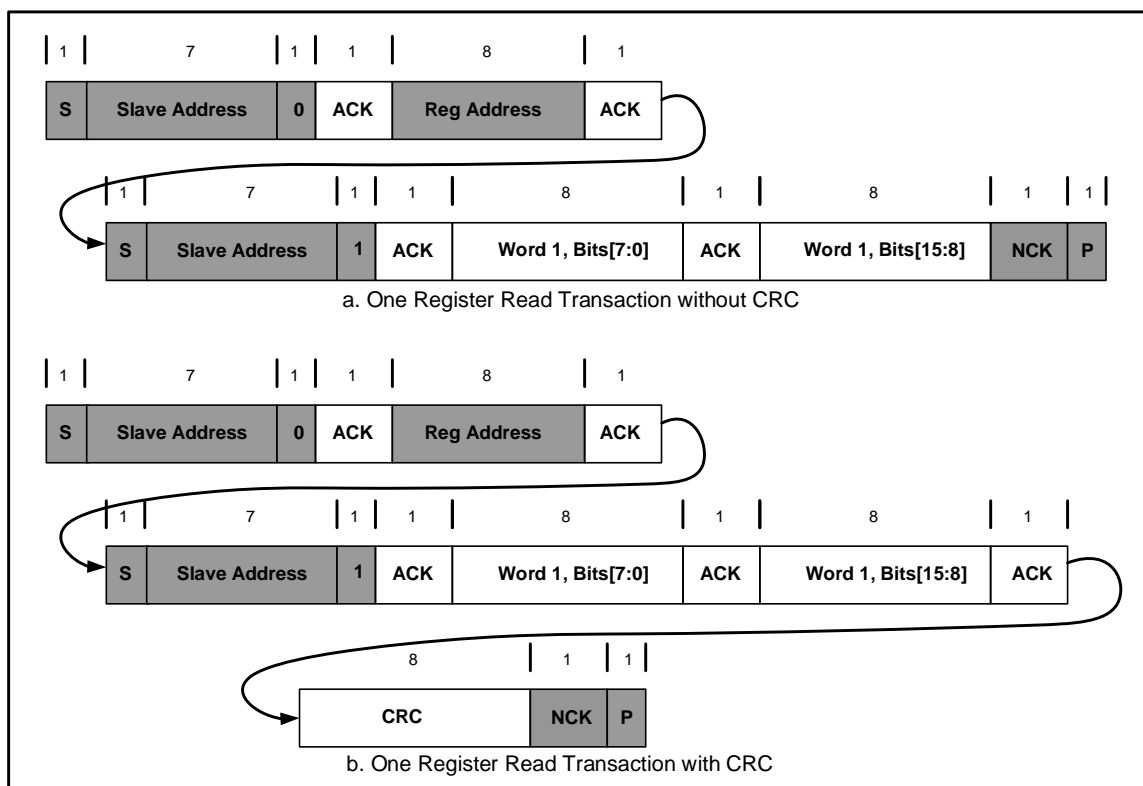 1 7 1 1 8 1
S Slave Address 0 ACK Reg Address ACK
1 7 1 1 8 1 8 1 1
S Slave Address 1 ACK Word 1, Bits[7:0] ACK Word 1, Bits[15:8] NCK P
a. One Register Read Transaction without CRC
1 7 1 1 8 1
S Slave Address 0 ACK Reg Address ACK
1 7 1 1 8 1 8 1
S Slave Address 1 ACK Word 1, Bits[7:0] ACK Word 1, Bits[15:8] ACK
8 1 1
CRC NCK P
b. One Register Read Transaction with CRC